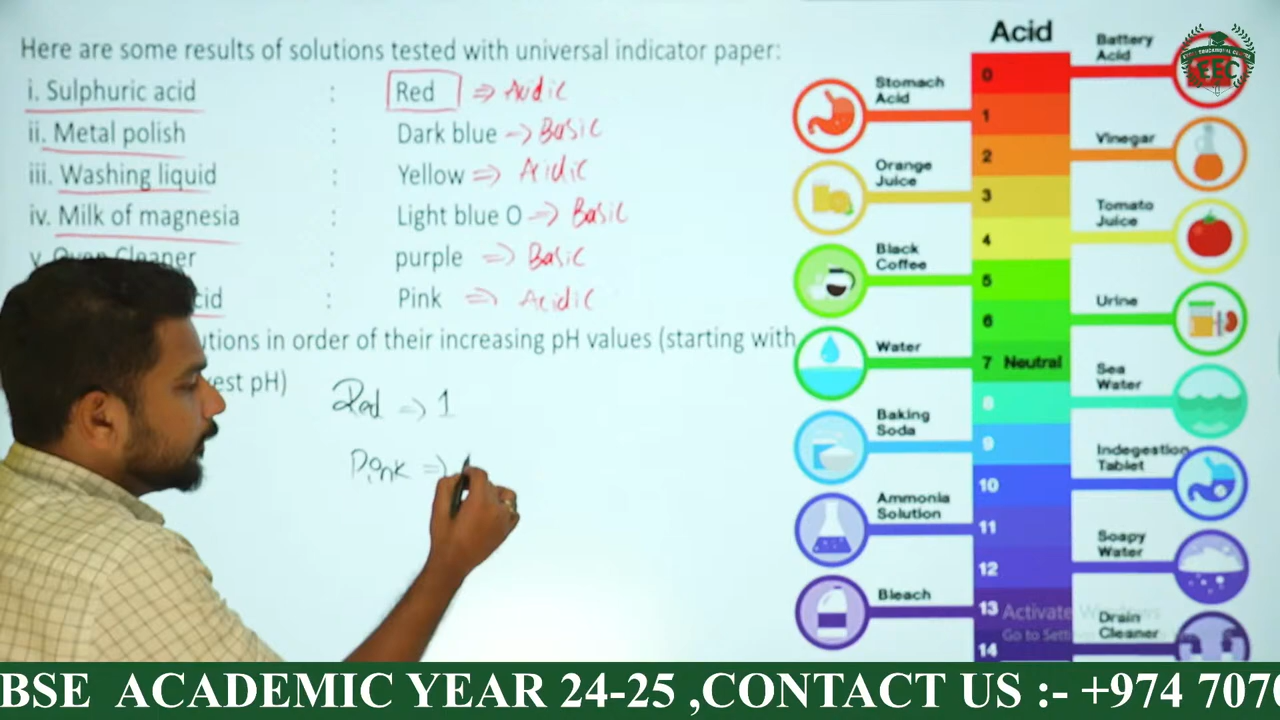 Here are some results of solutions tested with universal indicator paper:
i. Sulphuric acid : Red => Acidic
ii. Metal polish : Dark blue -> Basic
iii. Washing liquid : Yellow => Acidic
iv. Milk of magnesia : Light blue O -> Basic
v. Oven Cleaner : purple => Basic
cid : Pink => Acidic
utions in order of their increasing pH values (starting with
est pH)
Red => 1
Pink =>
Acid
Battery Acid
0
Stomach Acid
1
Vinegar
2
Orange Juice
3
Tomato Juice
4
Black Coffee
5
Urine
6
Water
7 Neutral
Sea Water
8
Baking Soda
9
Indegestion Tablet
10
Ammonia Solution
11
Soapy Water
12
Bleach
13
Drain Cleaner
14
Activate Windows
EEC
BSE ACADEMIC YEAR 24-25 ,CONTACT US :- +974 707